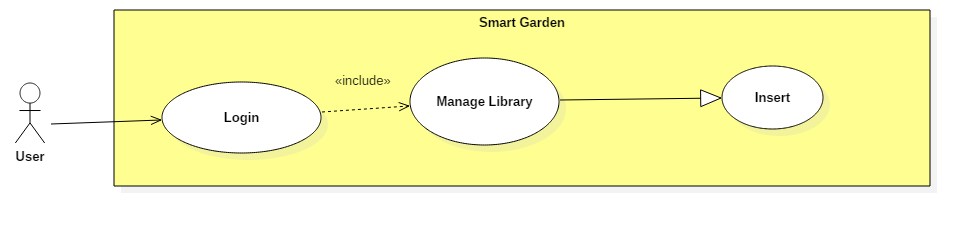 Smart Garden
«include»
Manage Library
Insert
Login
User